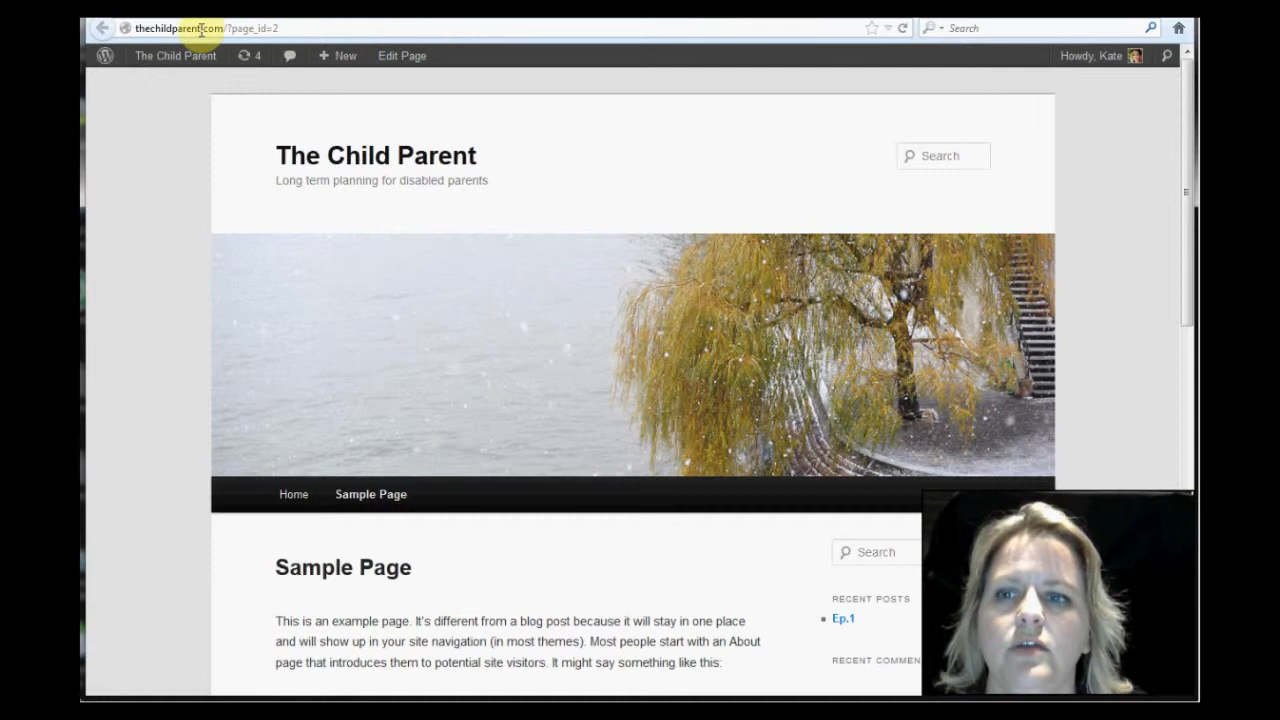 thechildparent.com/?page_id=2
Search
The Child Parent
4
New
Edit Page
Howdy, Kate
The Child Parent
Long term planning for disabled parents
Search
Home
Sample Page
Sample Page
This is an example page. It's different from a blog post because it will stay in one place
and will show up in your site navigation (in most themes). Most people start with an About
page that introduces them to potential site visitors. It might say something like this:
Search
RECENT POSTS
Ep.1
RECENT COMMEN